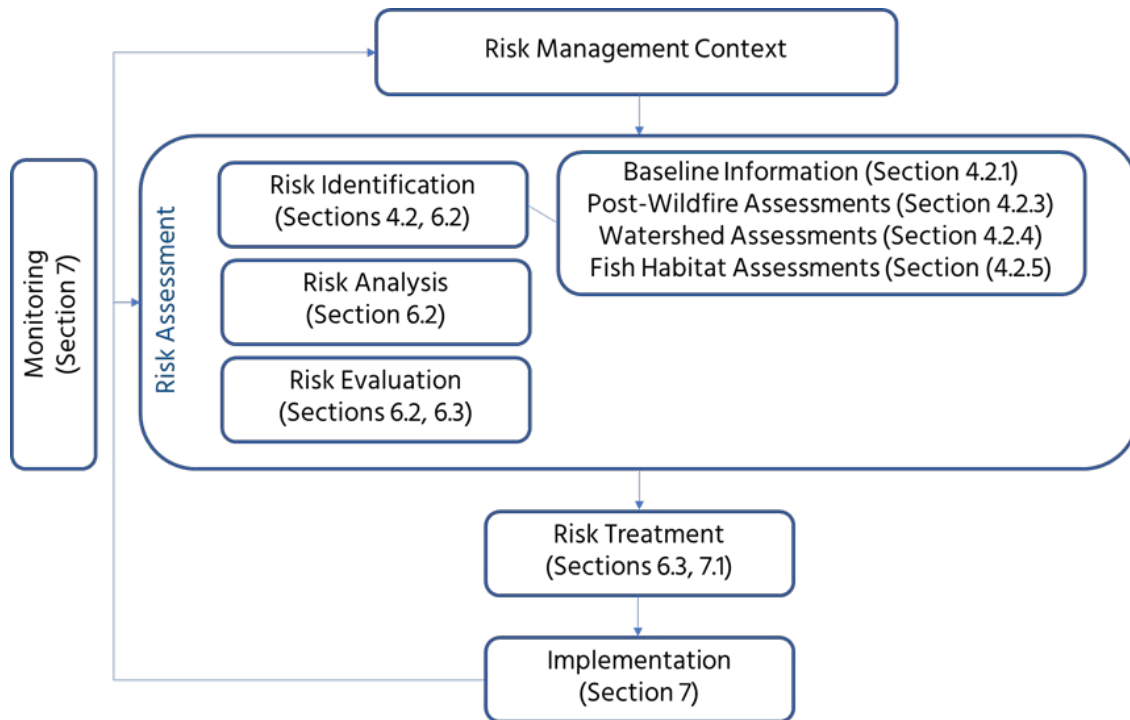 Risk Management Context
Monitoring
(Section 7)
Risk Assessment
Risk Identification
(Sections 4.2, 6.2)
Baseline Information (Section 4.2.1)
Post-Wildfire Assessments (Section 4.2.3)
Watershed Assessments (Section 4.2.4)
Fish Habitat Assessments (Section (4.2.5)
Risk Analysis
(Section 6.2)
Risk Evaluation
(Sections 6.2, 6.3)
Risk Treatment
(Sections 6.3, 7.1)
Implementation
(Section 7)